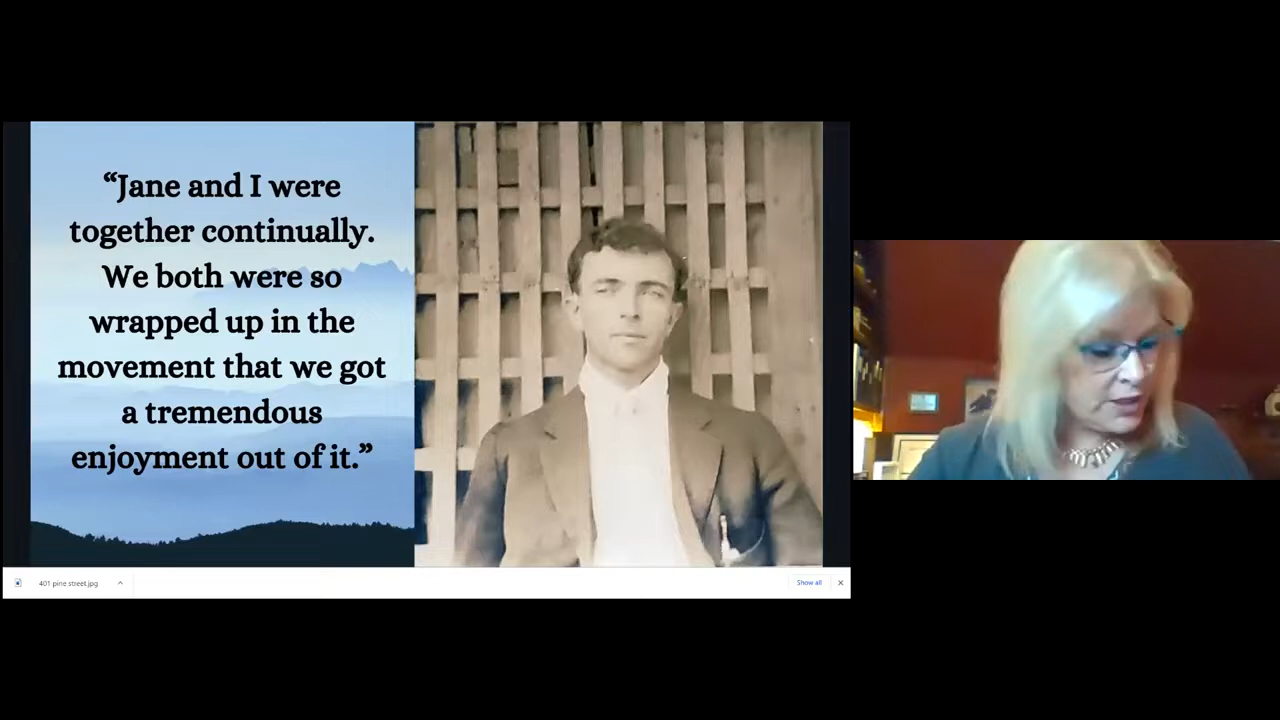 “Jane and I were
together continually.
We both were so
wrapped up in the
movement that we got
a tremendous
enjoyment out of it.”
401 pine street.jpg
Show all